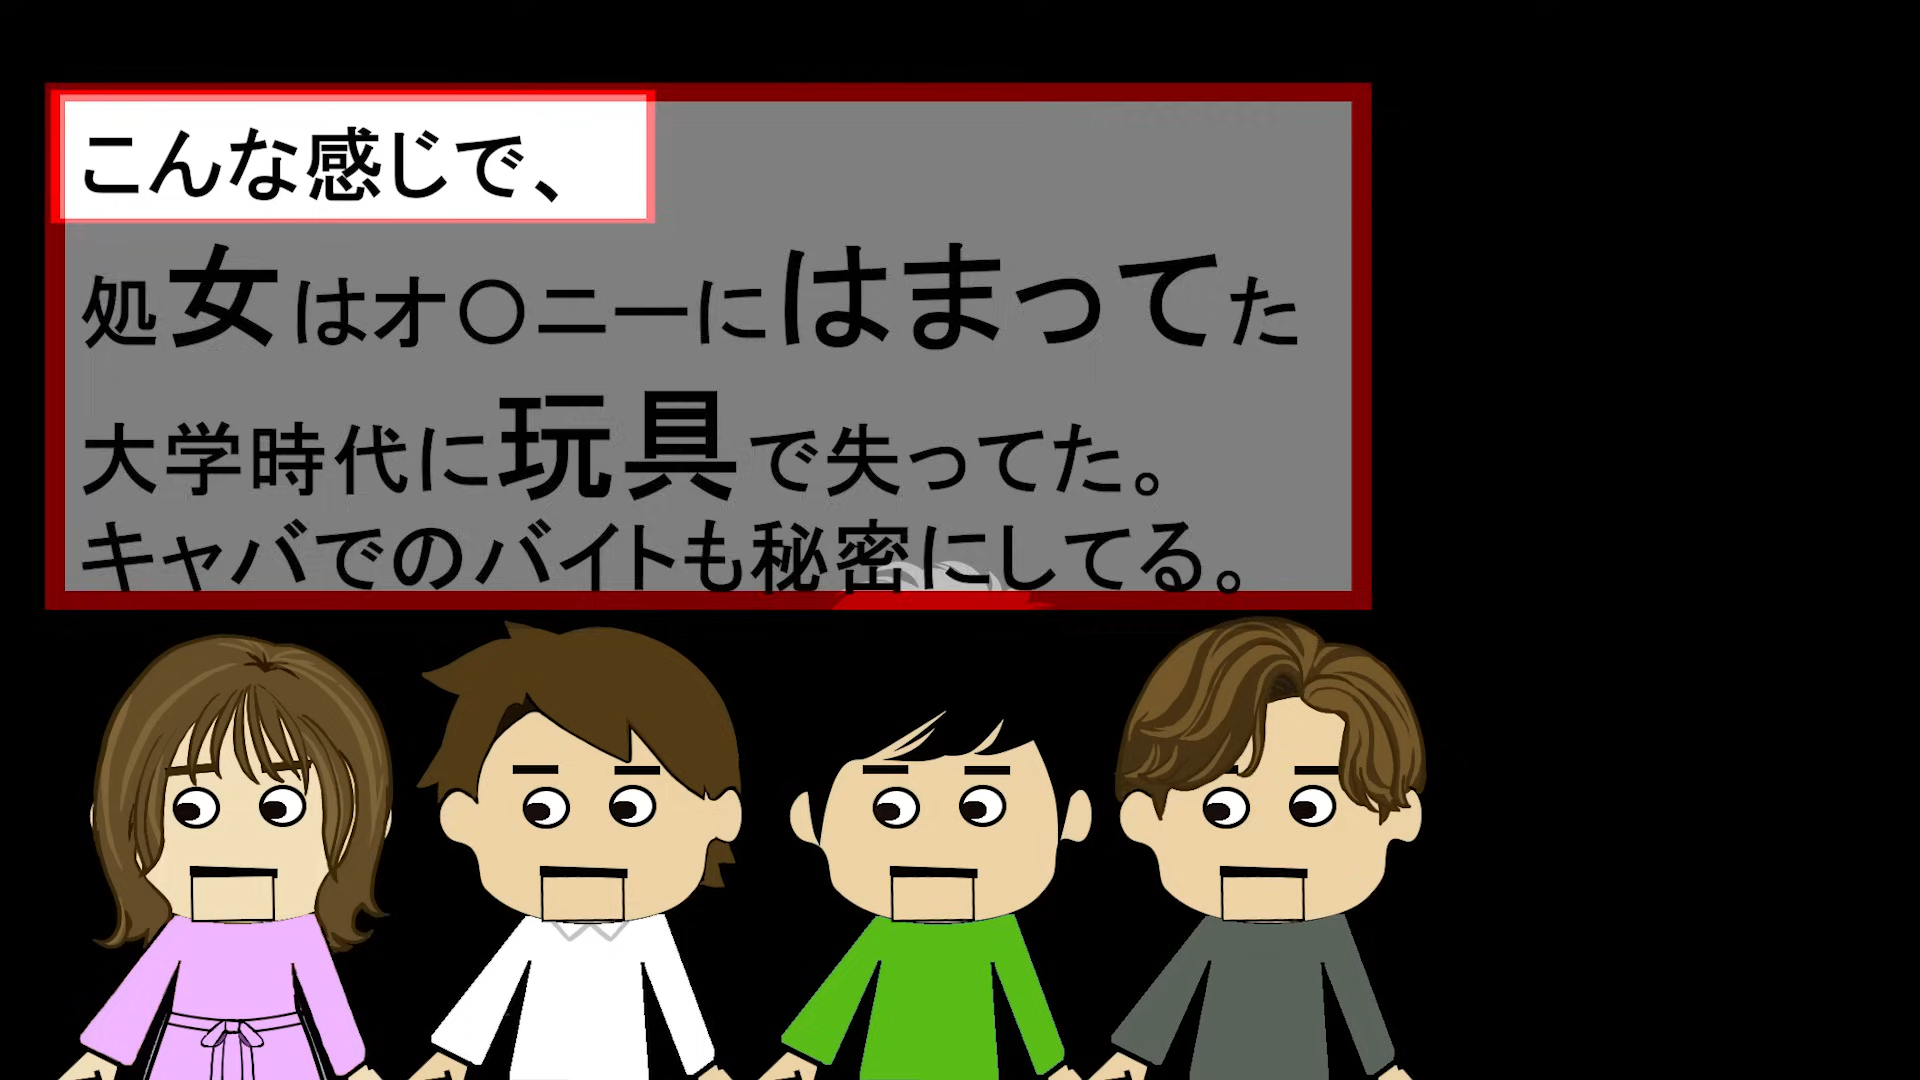 こんな感じで、
処女はオ〇ニーにはまってた
大学時代に玩具で失ってた。
キャバでのバイトも秘密にしてる。